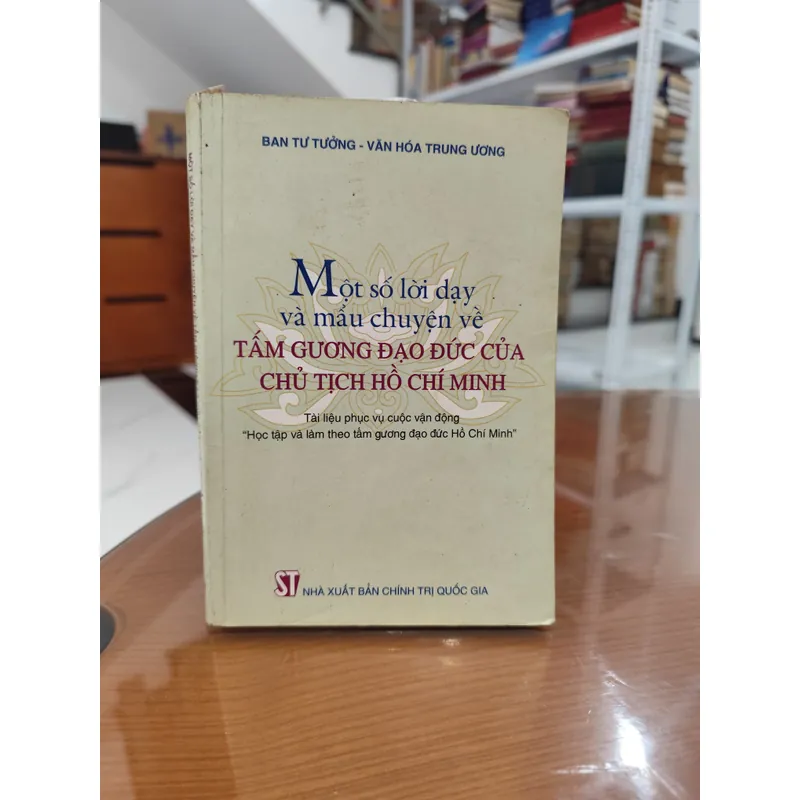 BAN TƯ TƯỞNG - VĂN HÓA TRUNG ƯƠNG
Một số lời dạy
và mẩu chuyện về
TẤM GƯƠNG ĐẠO ĐỨC CỦA
CHỦ TỊCH HỒ CHÍ MINH
Tài liệu phục vụ cuộc vận động
"Học tập và làm theo tấm gương đạo đức Hồ Chí Minh"
ST NHÀ XUẤT BẢN CHÍNH TRỊ QUỐC GIA